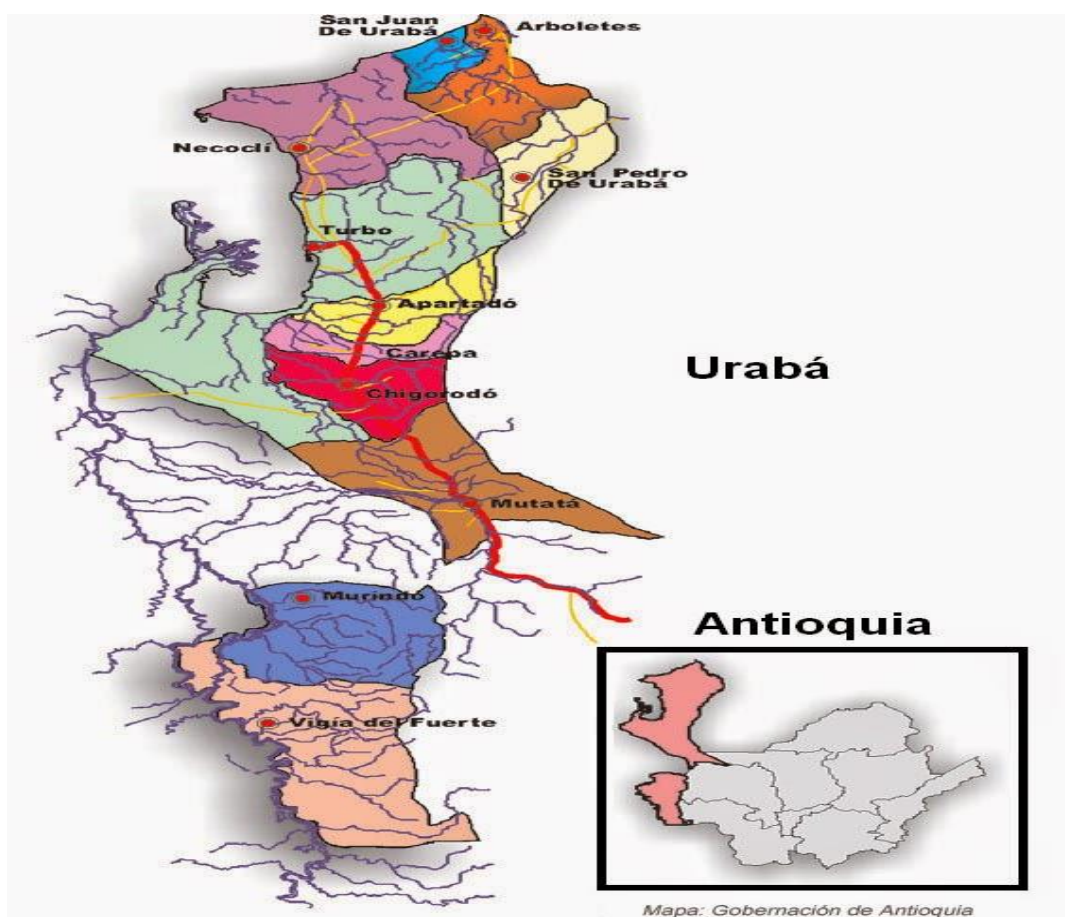 San Juan
De Urabá
Arboletes
Necoclí
San Pedro
De Urabá
Turbo
Apartadó
Carepa
Chigorodó
Urabá
Mutatá
Murindó
Antioquia
Vigía del Fuerte
Mapa: Gobernación de Antioquia